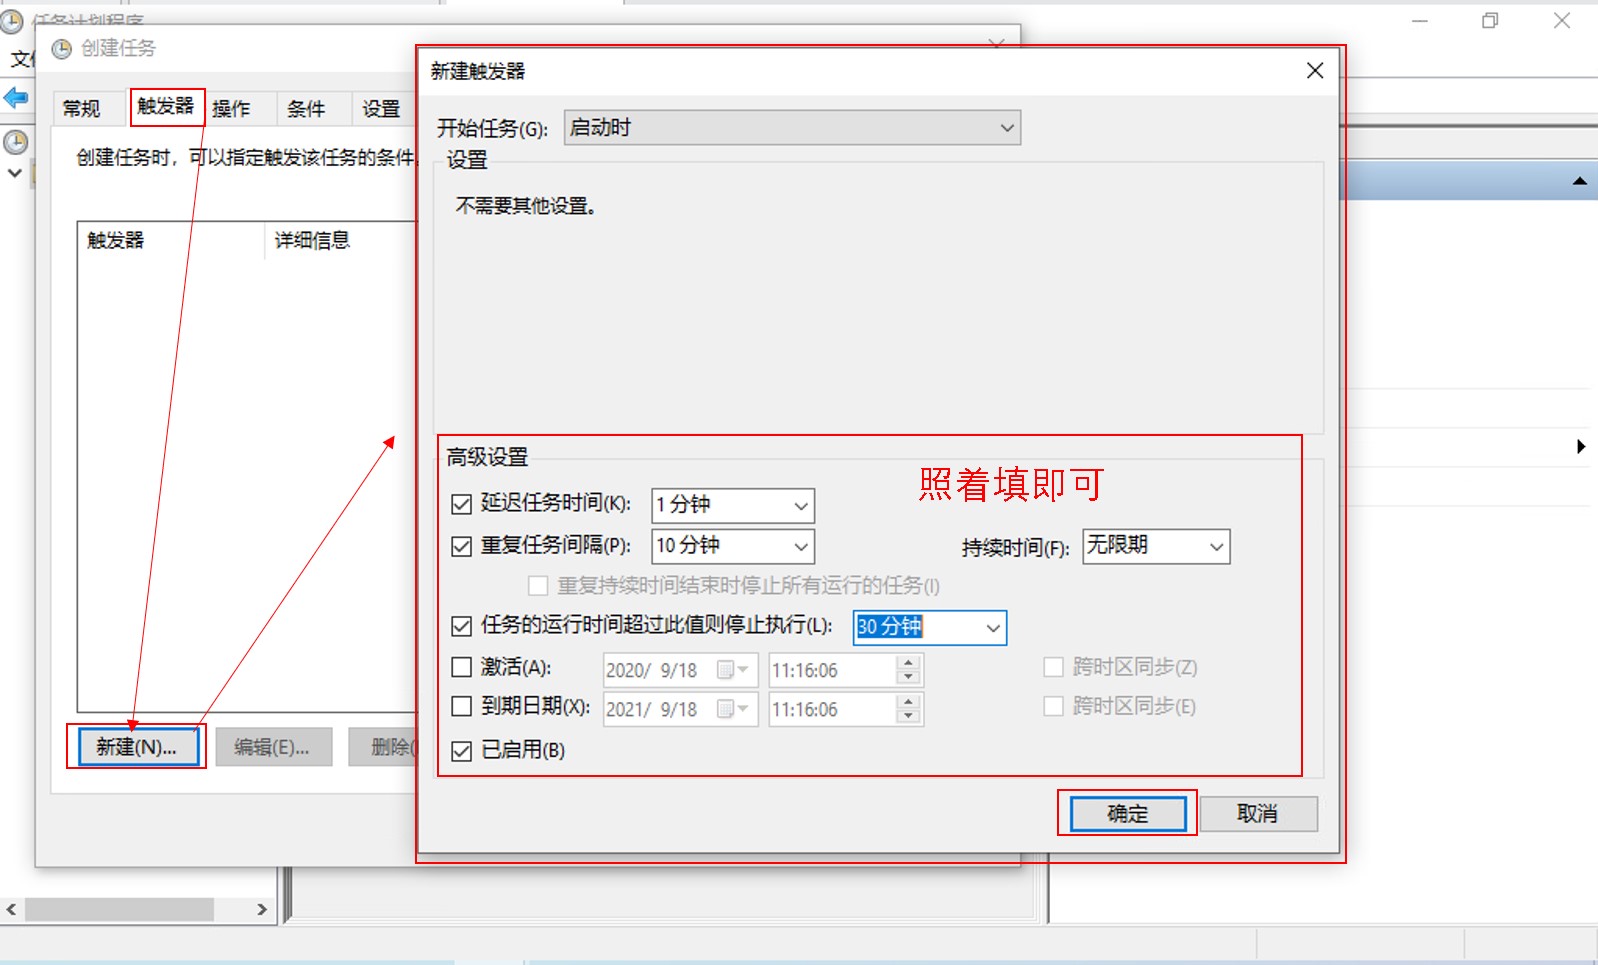 任务计划程序
创建任务
文件
常规
触发器
操作
条件
设置
创建任务时，可以指定触发该任务的条件。
触发器
详细信息
新建(N)...
编辑(E)...
删除(
新建触发器
开始任务(G):
启动时
设置
不需要其他设置。
高级设置
照着填即可
延迟任务时间(K):
1 分钟
重复任务间隔(P):
10 分钟
持续时间(F):
无限期
重复持续时间结束时停止所有运行的任务(I)
任务的运行时间超过此值则停止执行(L):
30 分钟
激活(A):
2020/ 9/18
11:16:06
跨时区同步(Z)
到期日期(X):
2021/ 9/18
11:16:06
跨时区同步(E)
已启用(B)
确定
取消